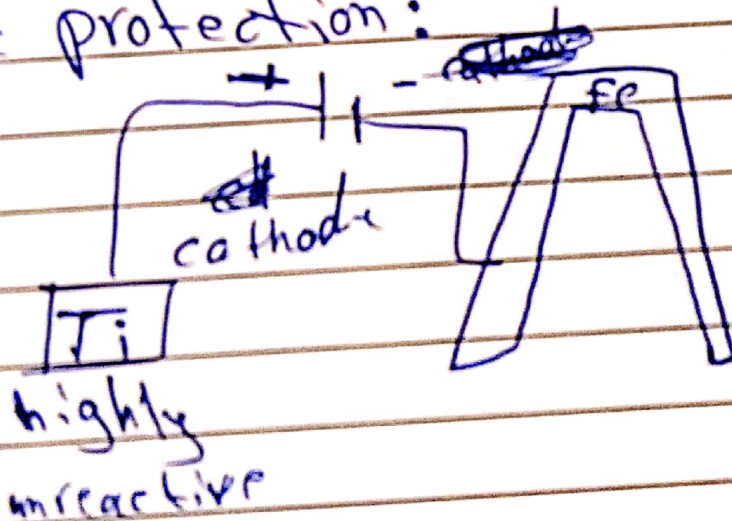 protection:
+ -
Fe
cathode
Ti
highly
unreactive